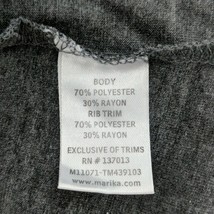 BODY
70% POLYESTER
30% RAYON
RIB TRIM
70% POLYESTER
30% RAYON
EXCLUSIVE OF TRIMS
RN # 137013
M11071-TM439103
www.marika.com